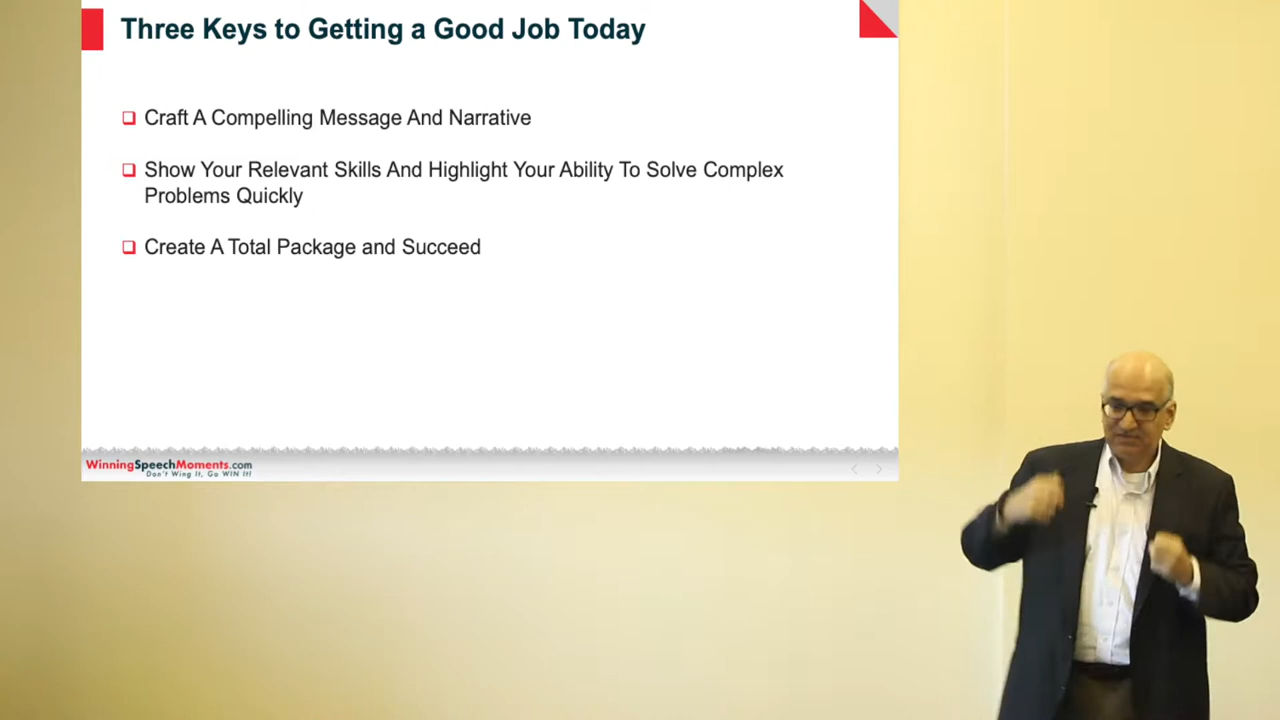 Three Keys to Getting a Good Job Today
Craft A Compelling Message And Narrative
Show Your Relevant Skills And Highlight Your Ability To Solve Complex
Problems Quickly
Create A Total Package and Succeed
WinningSpeechMoments.com
Don't Wing It, Go WIN It!